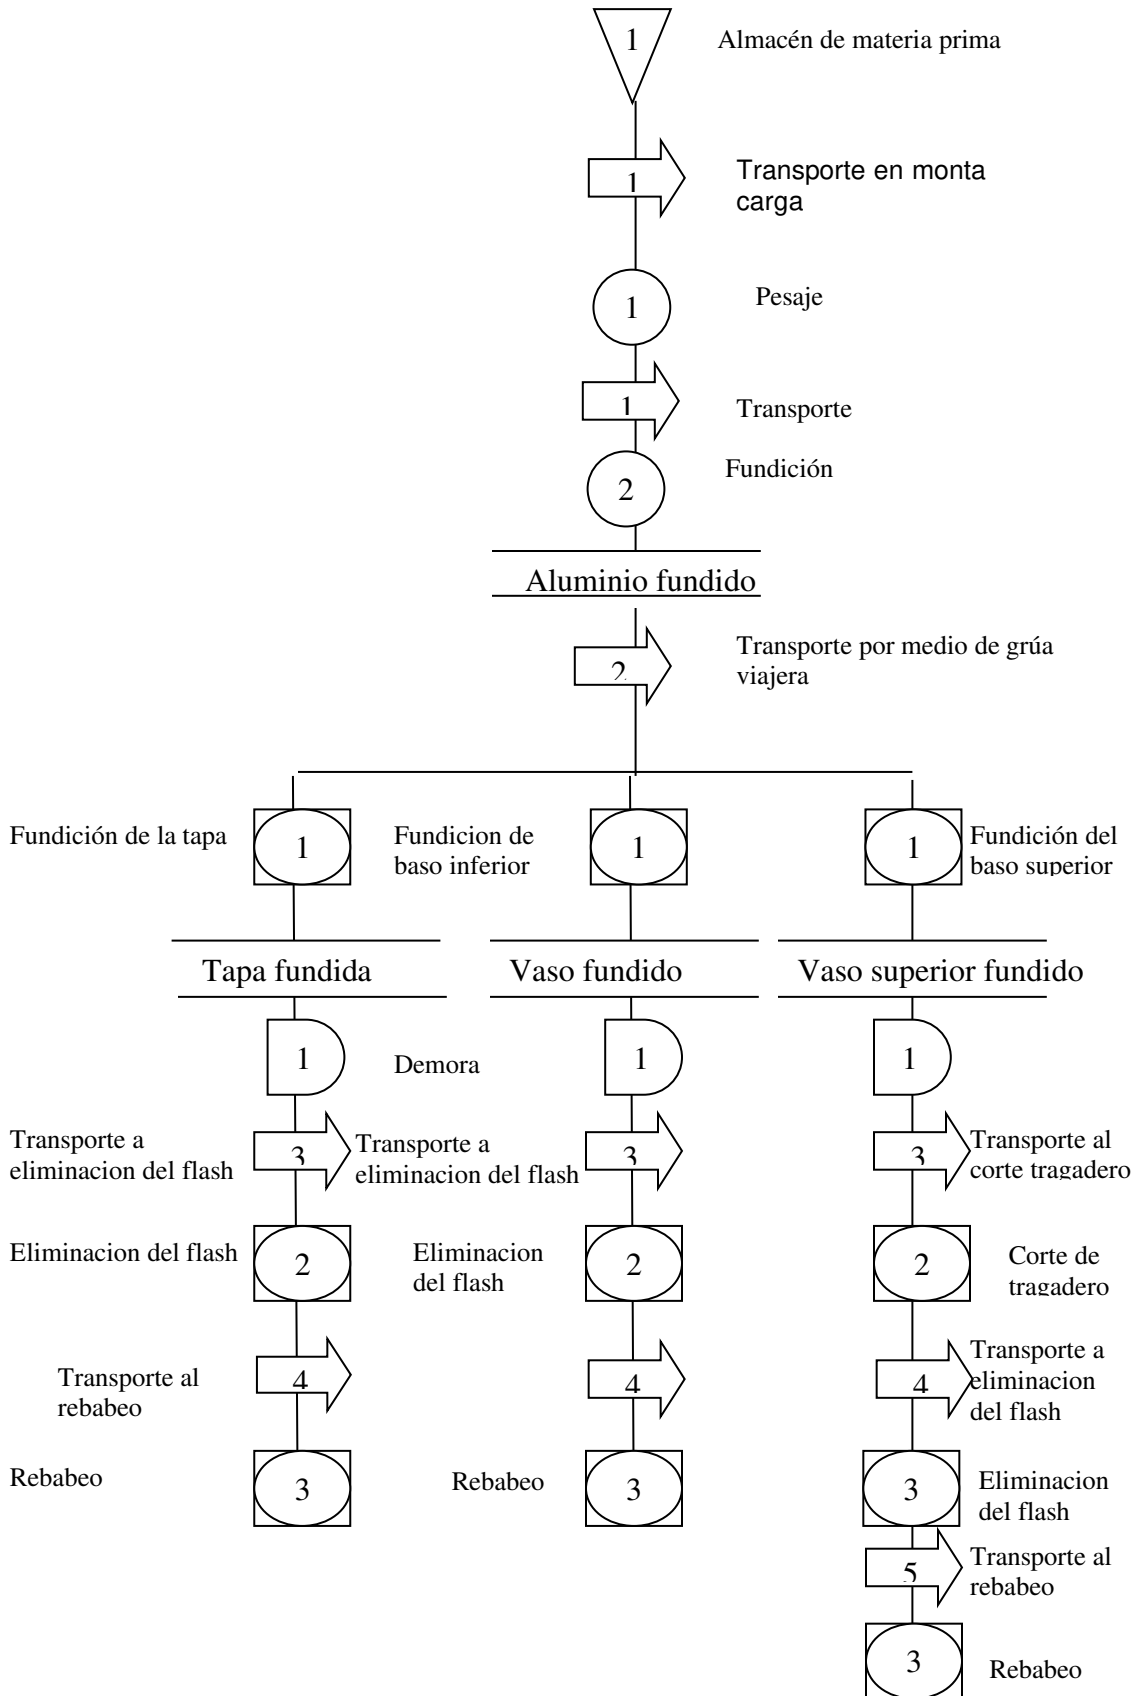 1
Almacén de materia prima
1
Transporte en monta
carga
1
Pesaje
1
Transporte
2
Fundición
Aluminio fundido
2
Transporte por medio de grúa
viajera
Fundición de la tapa
1
Fundicion de
baso inferior
1
1
Fundición del
baso superior
Tapa fundida
Vaso fundido
Vaso superior fundido
1
Demora
1
1
Transporte a
eliminacion del flash
3
Transporte a
eliminacion del flash
3
3
Transporte al
corte tragadero
Eliminacion del flash
2
Eliminacion
del flash
2
2
Corte de
tragadero
Transporte al
rebabeo
4
4
4
Transporte a
eliminacion
del flash
Rebabeo
3
Rebabeo
3
3
Eliminacion
del flash
5
Transporte al
rebabeo
3
Rebabeo